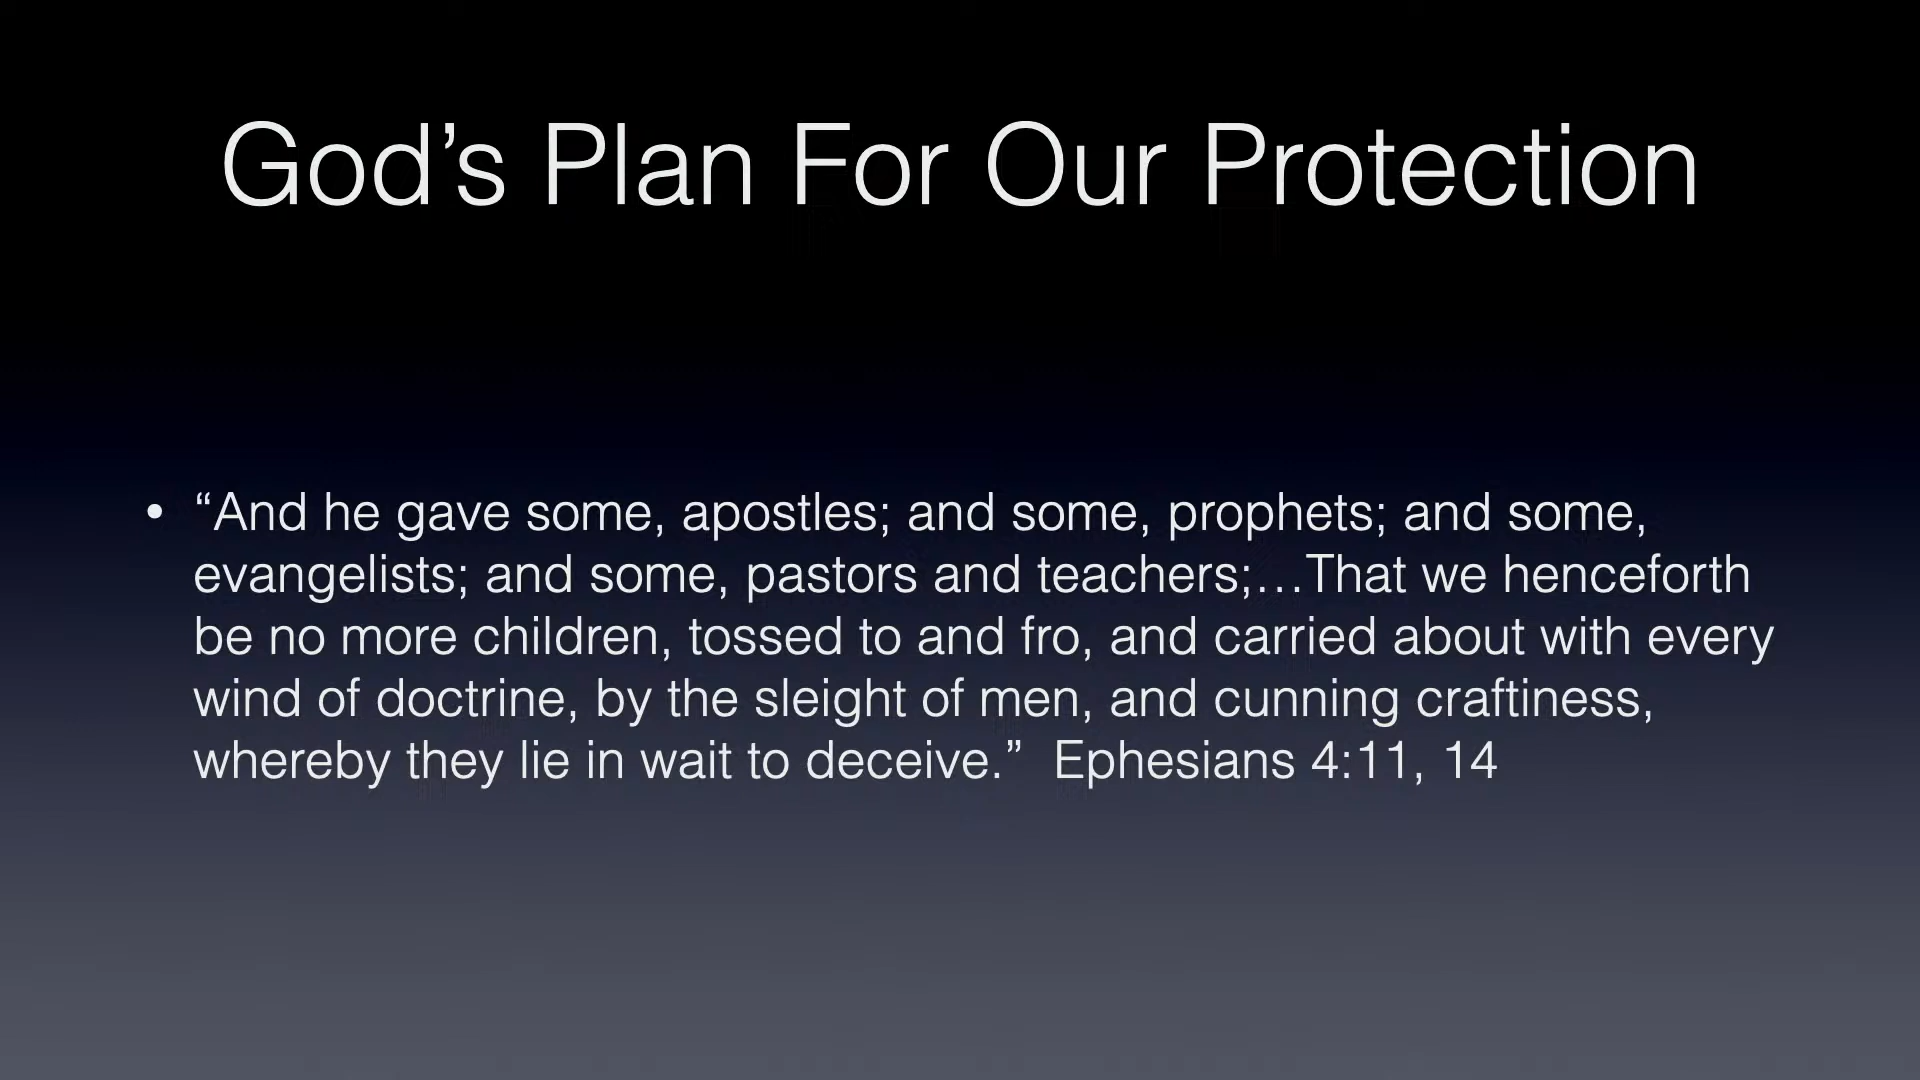 God’s Plan For Our Protection
• “And he gave some, apostles; and some, prophets; and some,
evangelists; and some, pastors and teachers;…That we henceforth
be no more children, tossed to and fro, and carried about with every
wind of doctrine, by the sleight of men, and cunning craftiness,
whereby they lie in wait to deceive.”  Ephesians 4:11, 14